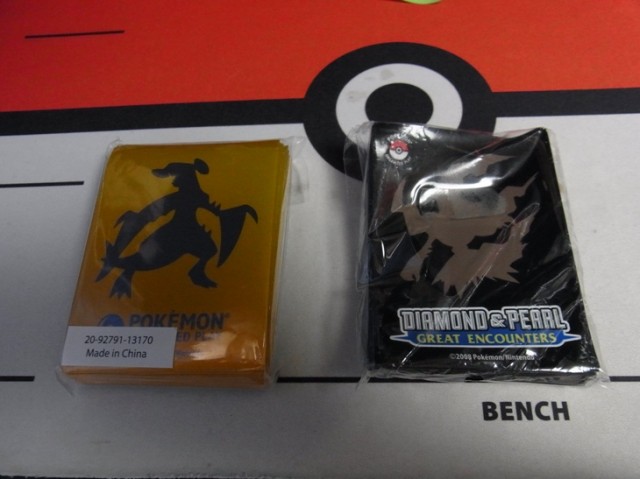 POKÉMON
20-92791-13170
Made in China
DIAMOND & PEARL
GREAT ENCOUNTERS
©2008 Pokémon/Nintendo
BENCH